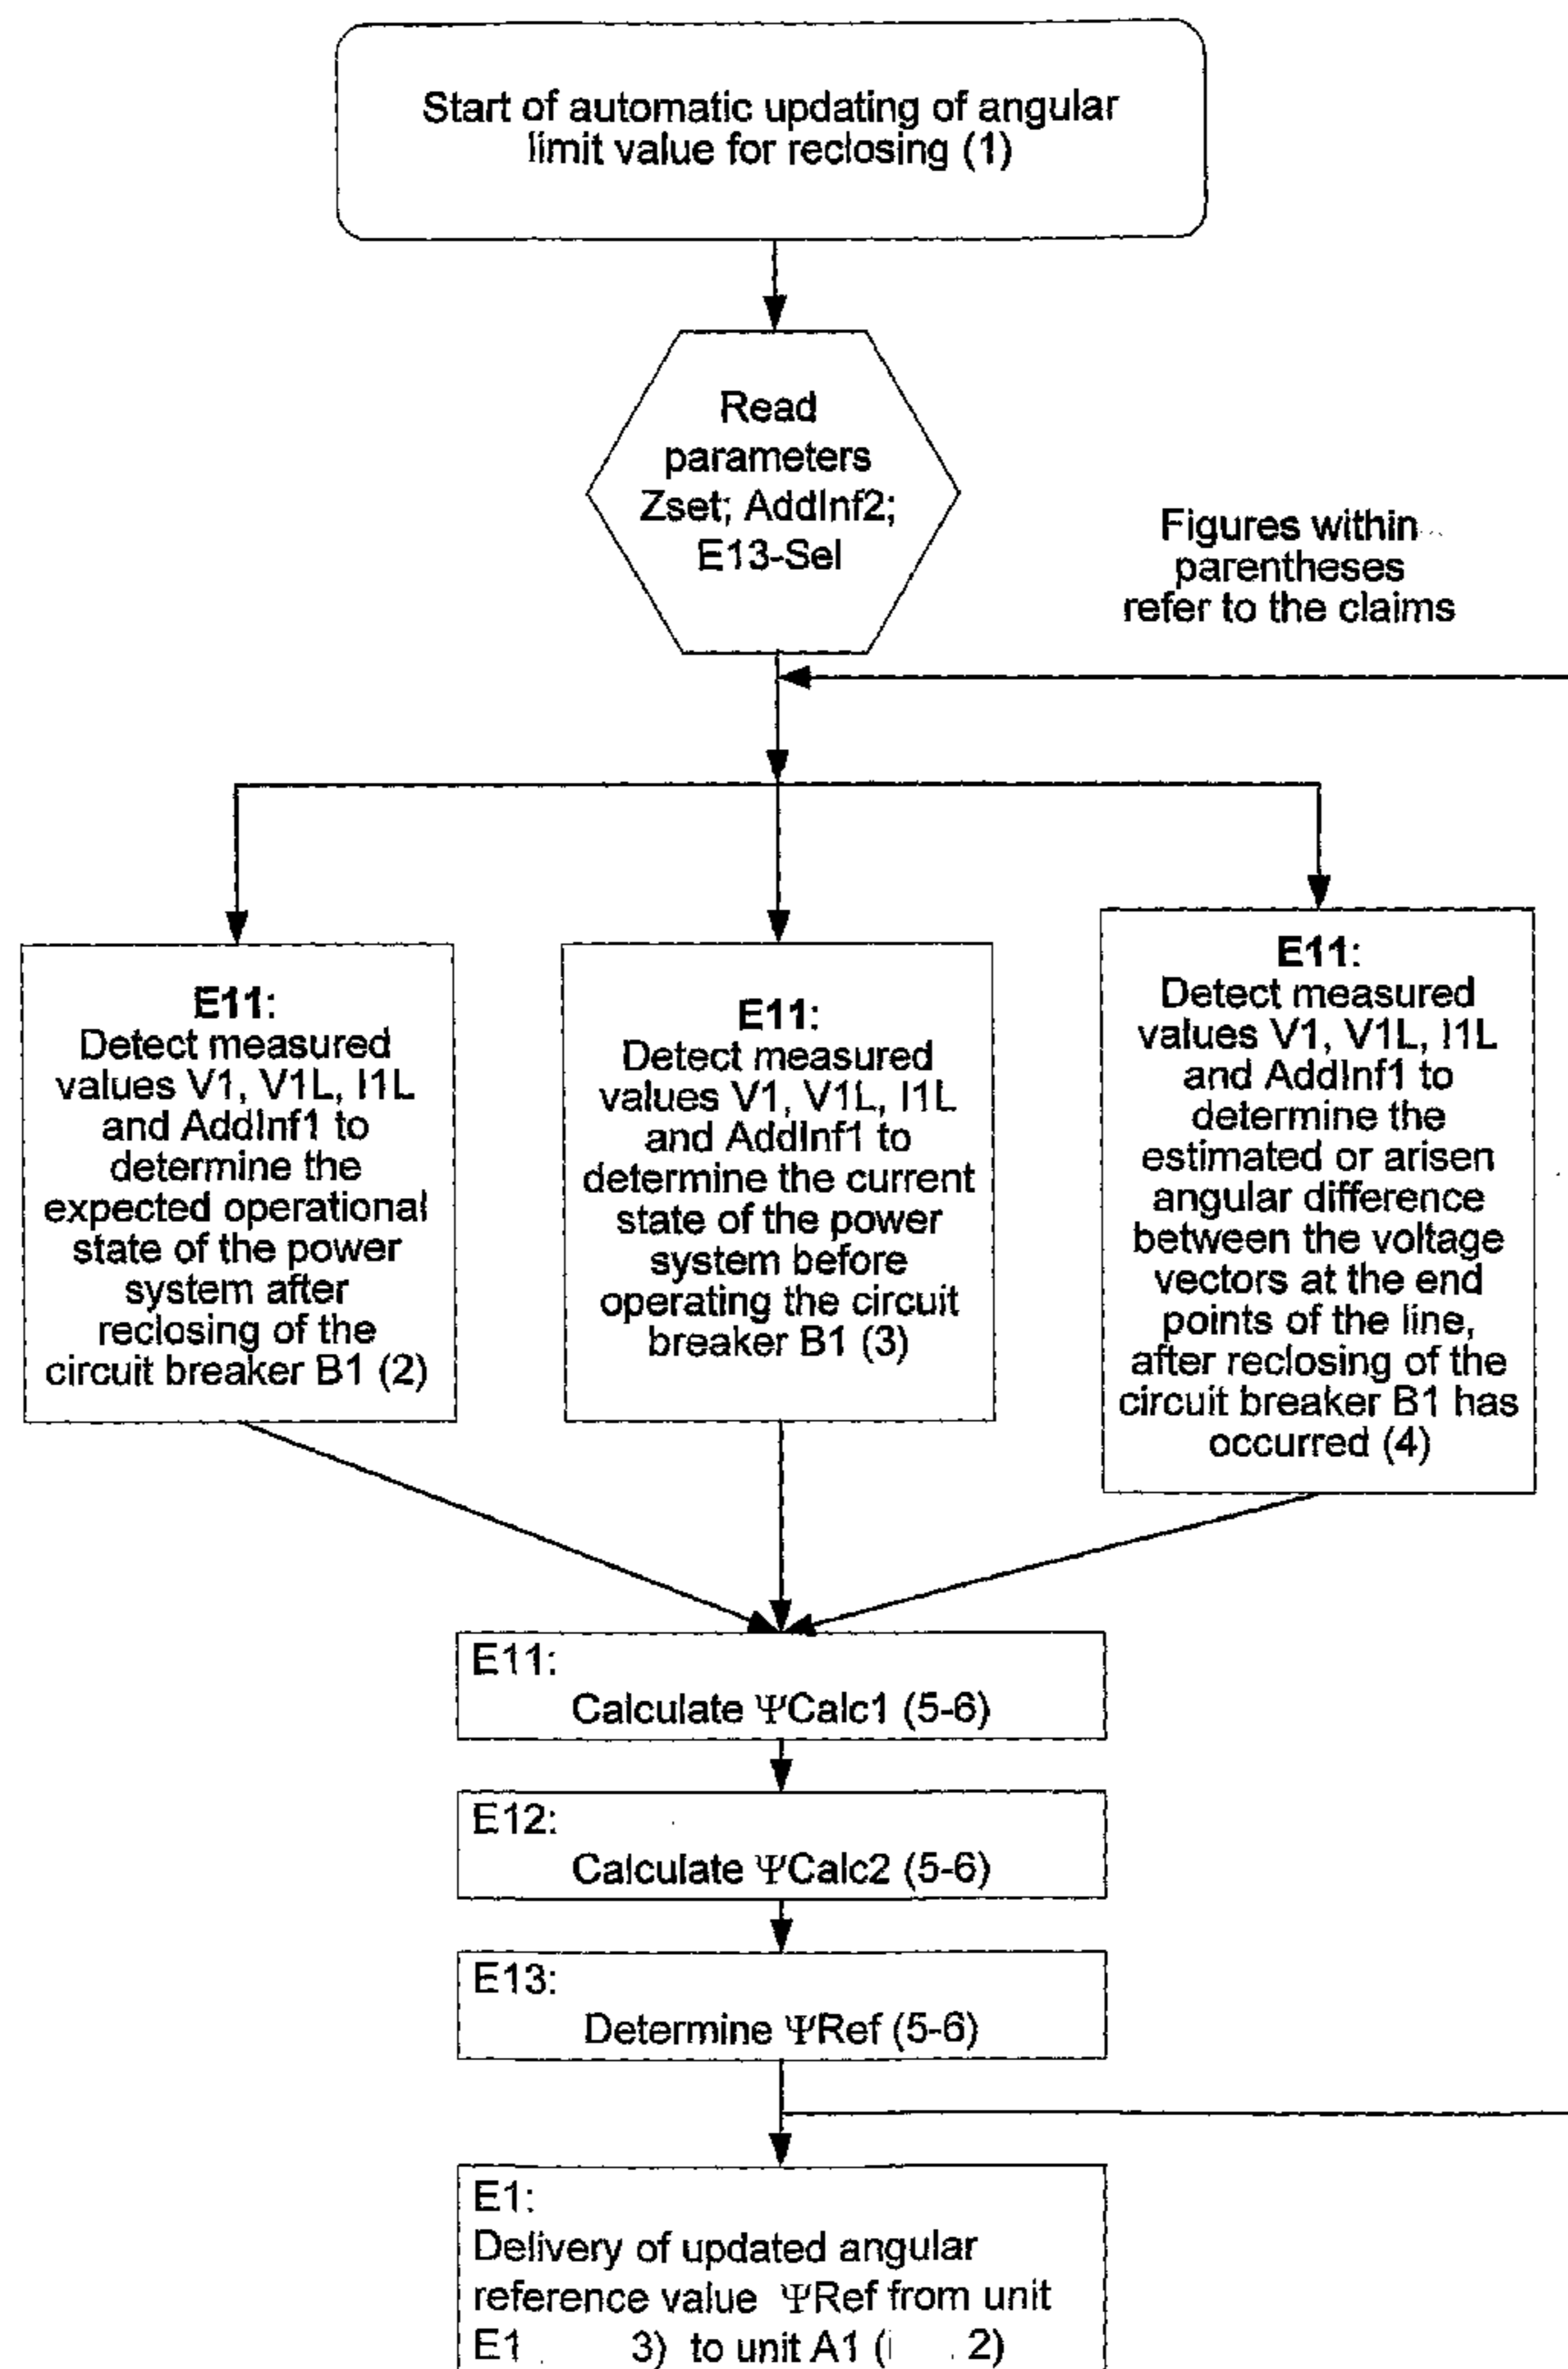 Start of automatic updating of angular
limit value for reclosing (1)
Read
parameters
Zset; AddInf2;
E13-Sel
Figures within
parentheses
refer to the claims
E11:
Detect measured
values V1, V1L, I1L
and AddInf1 to
determine the
expected operational
state of the power
system after
reclosing of the
circuit breaker B1 (2)
E11:
Detect measured
values V1, V1L, I1L
and AddInf1 to
determine the current
state of the power
system before
operating the circuit
breaker B1 (3)
E11:
Detect measured
values V1, V1L, I1L
and AddInf1 to
determine the
estimated or arisen
angular difference
between the voltage
vectors at the end
points of the line,
after reclosing of the
circuit breaker B1 has
occurred (4)
E11:
Calculate ΨCalc1 (5-6)
E12:
Calculate ΨCalc2 (5-6)
E13:
Determine ΨRef (5-6)
E1:
Delivery of updated angular
reference value ΨRef from unit
E1 3) to unit A1 ( 2)